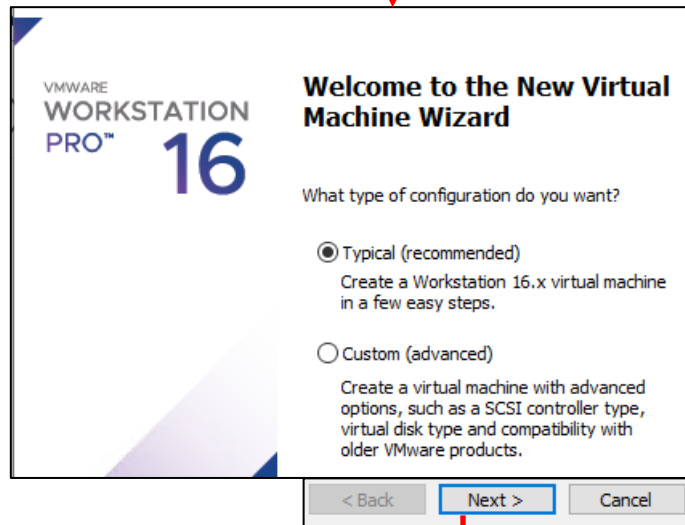 VMWARE
WORKSTATION
PRO™
16
Welcome to the New Virtual
Machine Wizard
What type of configuration do you want?
Typical (recommended)
Create a Workstation 16.x virtual machine
in a few easy steps.
Custom (advanced)
Create a virtual machine with advanced
options, such as a SCSI controller type,
virtual disk type and compatibility with
older VMware products.
< Back Next > Cancel